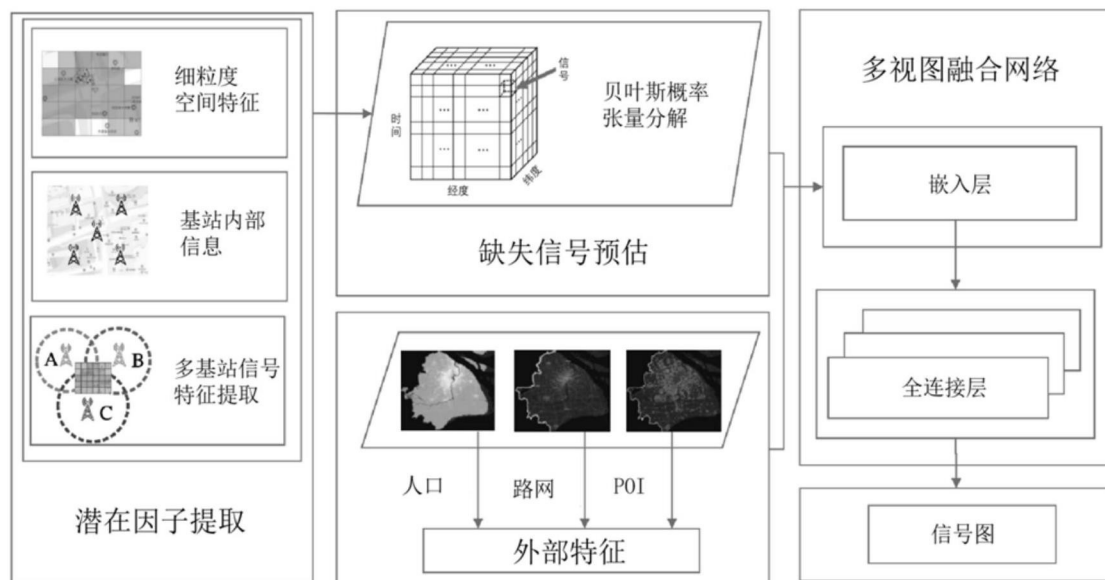 细粒度
空间特征
基站内部
信息
A
B
C
多基站信号
特征提取
潜在因子提取
信号
时间
经度
纬度
贝叶斯概率
张量分解
缺失信号预估
人口
路网
POI
外部特征
多视图融合网络
嵌入层
全连接层
信号图